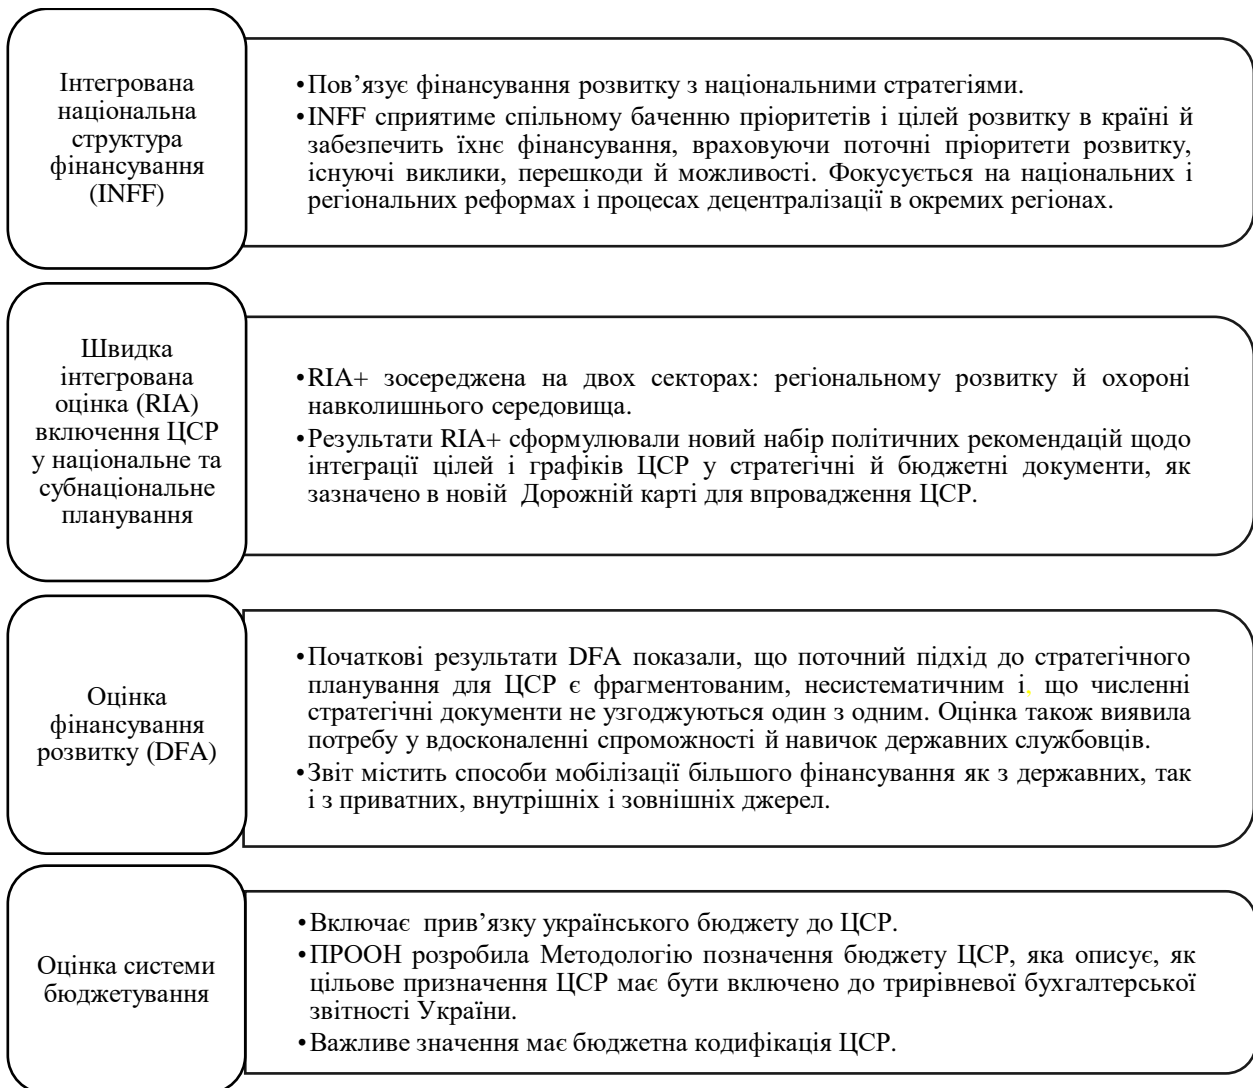 Інтегрована
національна
структура
фінансування
(INFF)
•Пов’язує фінансування розвитку з національними стратегіями.
•INFF сприятиме спільному баченню пріоритетів і цілей розвитку в країні й
забезпечить їхнє фінансування, враховуючи поточні пріоритети розвитку,
існуючі виклики, перешкоди й можливості. Фокусується на національних і
регіональних реформах і процесах децентралізації в окремих регіонах.
Швидка
інтегрована
оцінка (RIA)
включення ЦСР
у національне та
субнаціональне
планування
•RIA+ зосереджена на двох секторах: регіональному розвитку й охороні
навколишнього середовища.
•Результати RIA+ сформулювали новий набір політичних рекомендацій щодо
інтеграції цілей і графіків ЦСР у стратегічні й бюджетні документи, як
зазначено в новій Дорожній карті для впровадження ЦСР.
Оцінка
фінансування
розвитку (DFA)
•Початкові результати DFA показали, що поточний підхід до стратегічного
планування для ЦСР є фрагментованим, несистематичним і, що численні
стратегічні документи не узгоджуються один з одним. Оцінка також виявила
потребу у вдосконаленні спроможності й навичок державних службовців.
•Звіт містить способи мобілізації більшого фінансування як з державних, так
і з приватних, внутрішніх і зовнішніх джерел.
Оцінка системи
бюджетування
•Включає прив’язку українського бюджету до ЦСР.
•ПРООН розробила Методологію позначення бюджету ЦСР, яка описує, як
цільове призначення ЦСР має бути включено до трирівневої бухгалтерської
звітності України.
•Важливе значення має бюджетна кодифікація ЦСР.